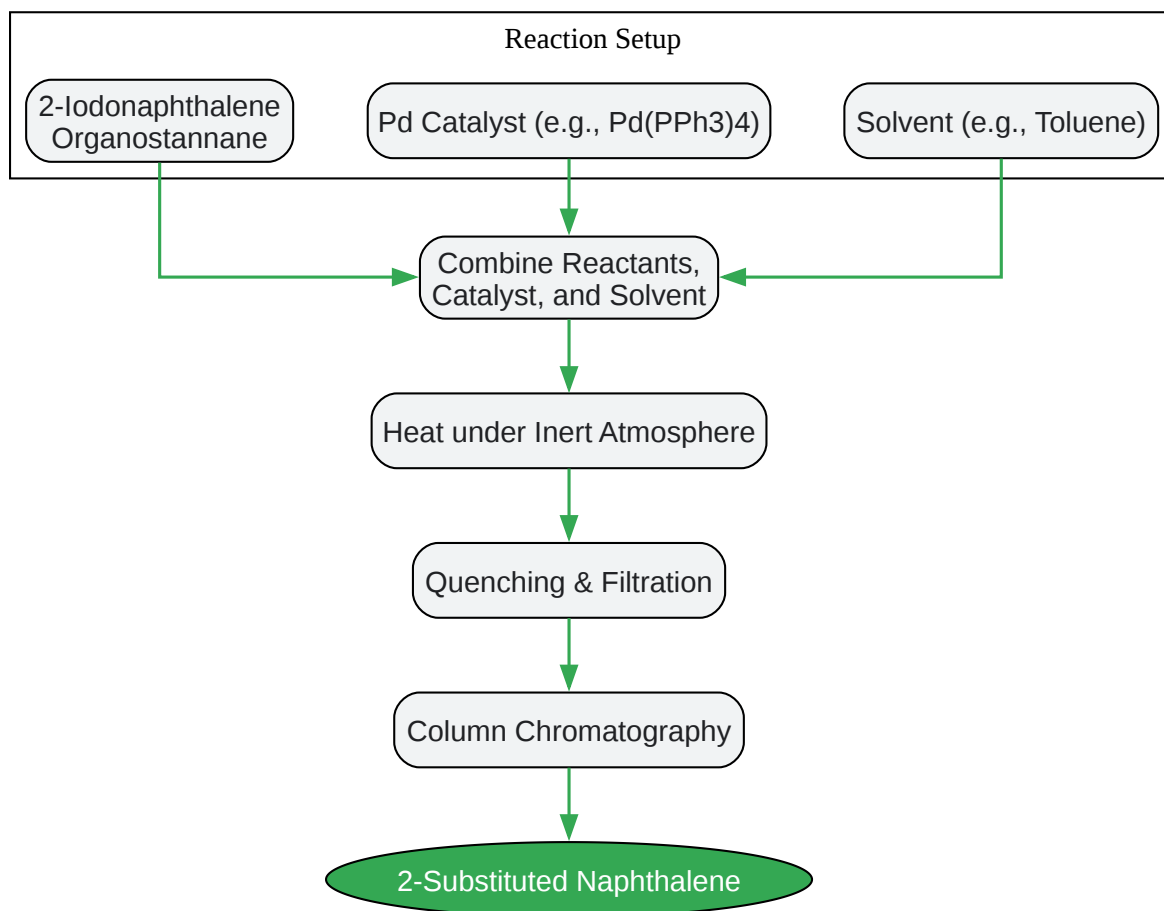 Reaction Setup
2-Iodonaphthalene
Organostannane
Pd Catalyst (e.g., Pd(PPh3)4)
Solvent (e.g., Toluene)
Combine Reactants,
Catalyst, and Solvent
Heat under Inert Atmosphere
Quenching & Filtration
Column Chromatography
2-Substituted Naphthalene